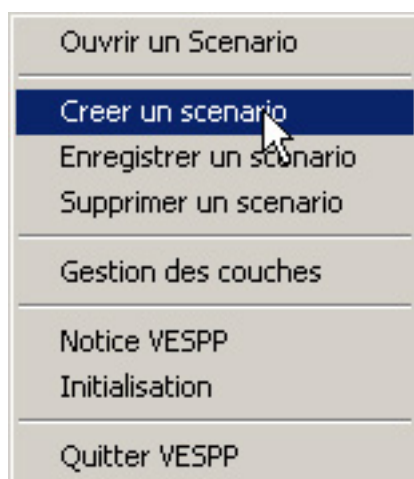 Ouvrir un Scenario
Creer un scenario
Enregistrer un scenario
Supprimer un scenario
Gestion des couches
Notice VESPP
Initialisation
Quitter VESPP